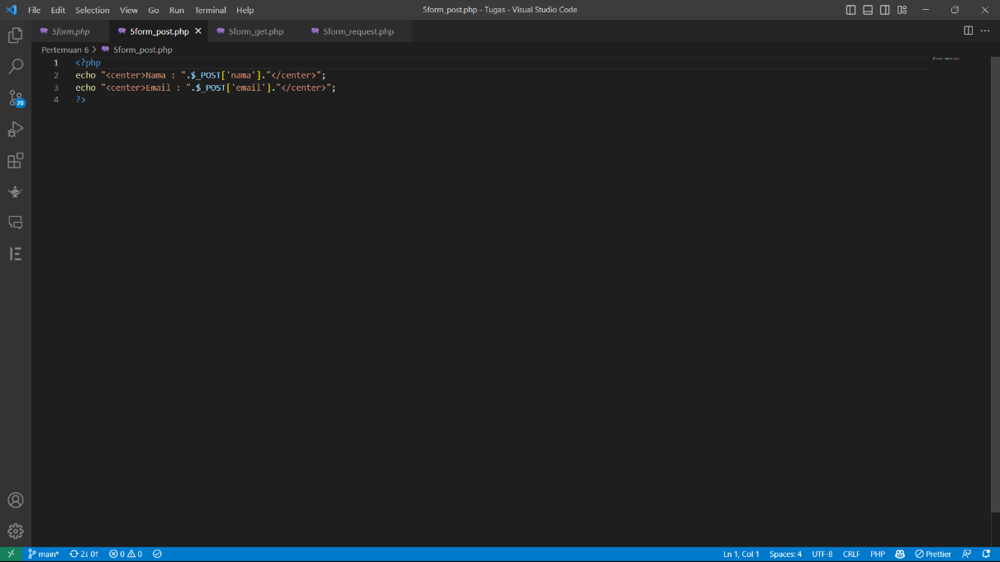 File Edit Selection View Go Run Terminal Help 5form_post.php - Tugas - Visual Studio Code
5form.php 5form_post.php 5form_get.php 5form_request.php
Pertemuan 6 > 5form_post.php
1 <?php
2 echo "<center>Nama : ".$_POST['nama']."</center>";
3 echo "<center>Email : ".$_POST['email']."</center>";
4 ?>
20
main* 2↓ 0↑ 0 0 Ln 1, Col 1 Spaces: 4 UTF-8 CRLF PHP Prettier